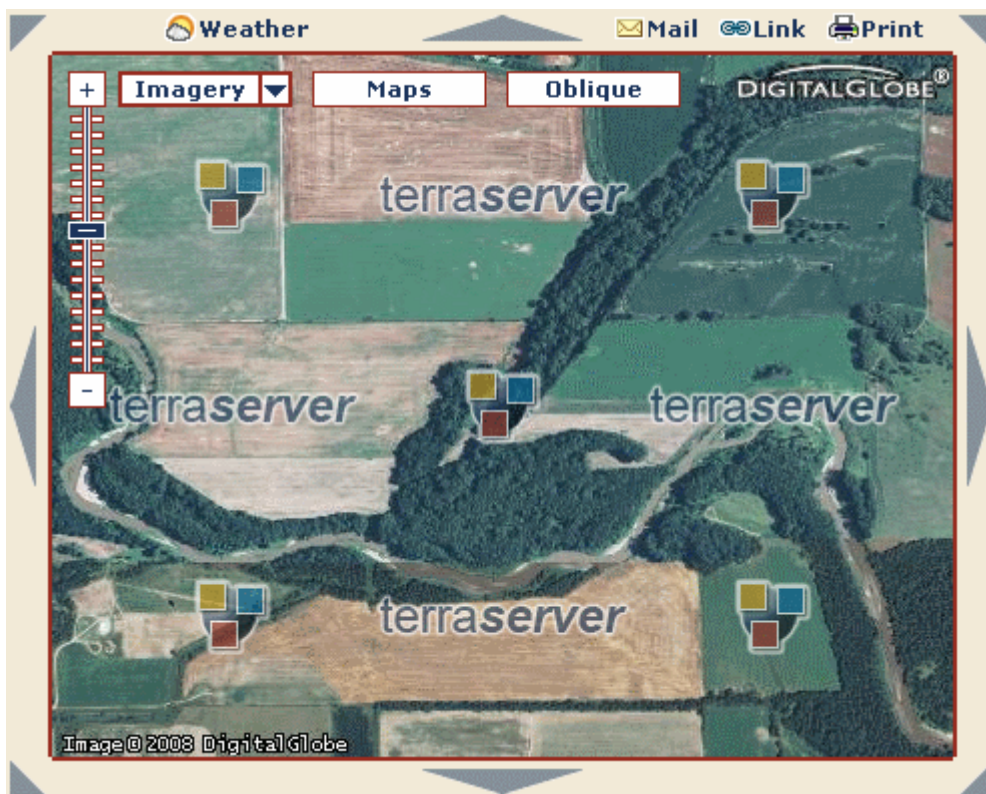 Weather
Mail Link Print
+ Imagery Maps Oblique
DIGITALGLOBE®
terraserver
-
terraserver terraserver
terraserver
Image © 2008 DigitalGlobe